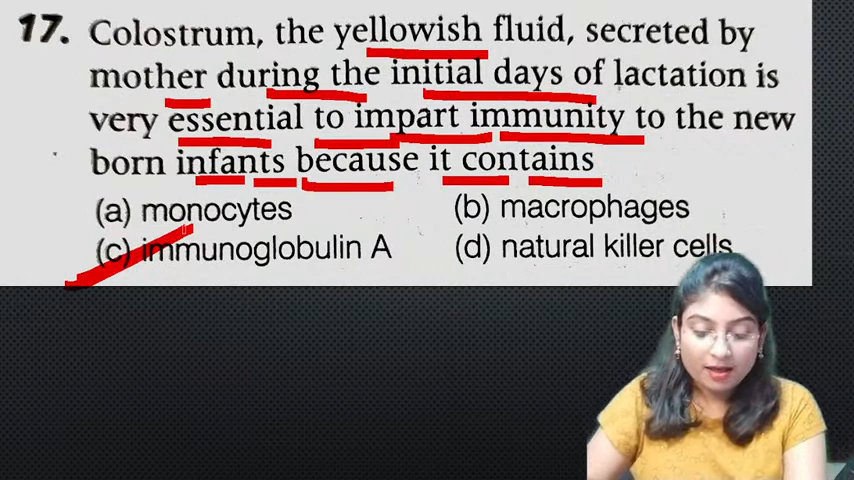 17. Colostrum, the yellowish fluid, secreted by
mother during the initial days of lactation is
very essential to impart immunity to the new
born infants because it contains
(a) monocytes (b) macrophages
(c) immunoglobulin A (d) natural killer cells